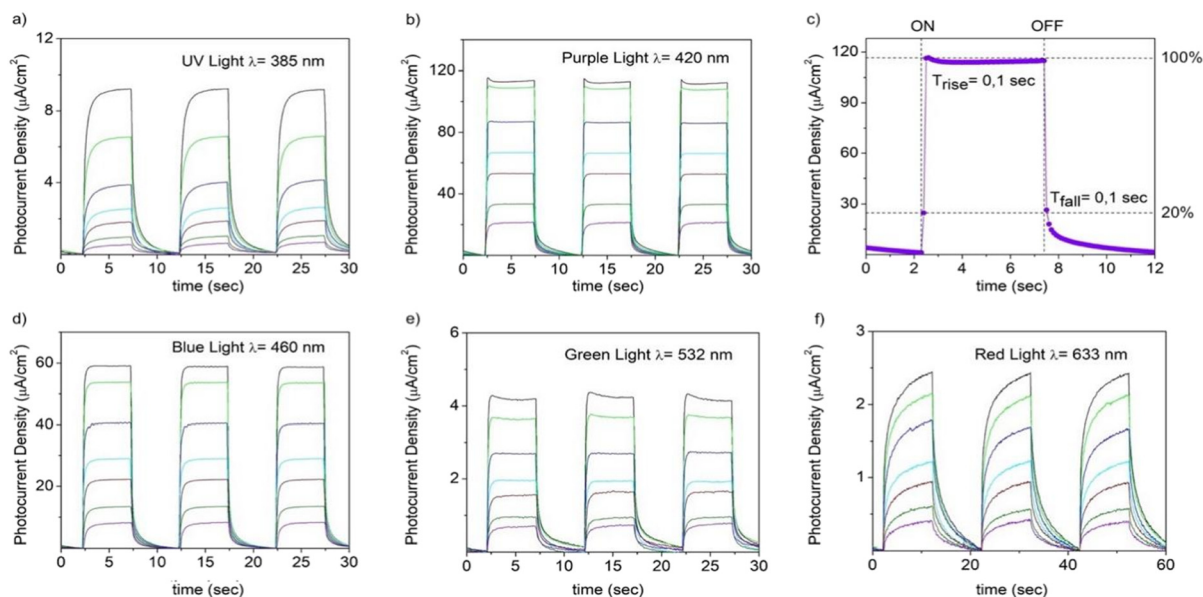 a)
UV Light λ= 385 nm
Photocurrent Density (μA/cm²)
12
8
4
0
0 5 10 15 20 25 30
time (sec)
b)
Purple Light λ= 420 nm
Photocurrent Density (μA/cm²)
120
80
40
0 5 10 15 20 25 30
time (sec)
c)
ON OFF
Photocurrent Density (μA/cm²)
120
90
60
30
100%
Trise= 0,1 sec
Tfall= 0,1 sec
20%
0 2 4 6 8 10 12
time (sec)
d)
Blue Light λ= 460 nm
Photocurrent Density (μA/cm²)
60
40
20
0 5 10 15 20 25 30
time (sec)
e)
Green Light λ= 532 nm
Photocurrent Density (μA/cm²)
6
4
2
0 5 10 15 20 25 30
time (sec)
f)
Red Light λ= 633 nm
Photocurrent Density (μA/cm²)
3
2
1
0
0 20 40 60
time (sec)